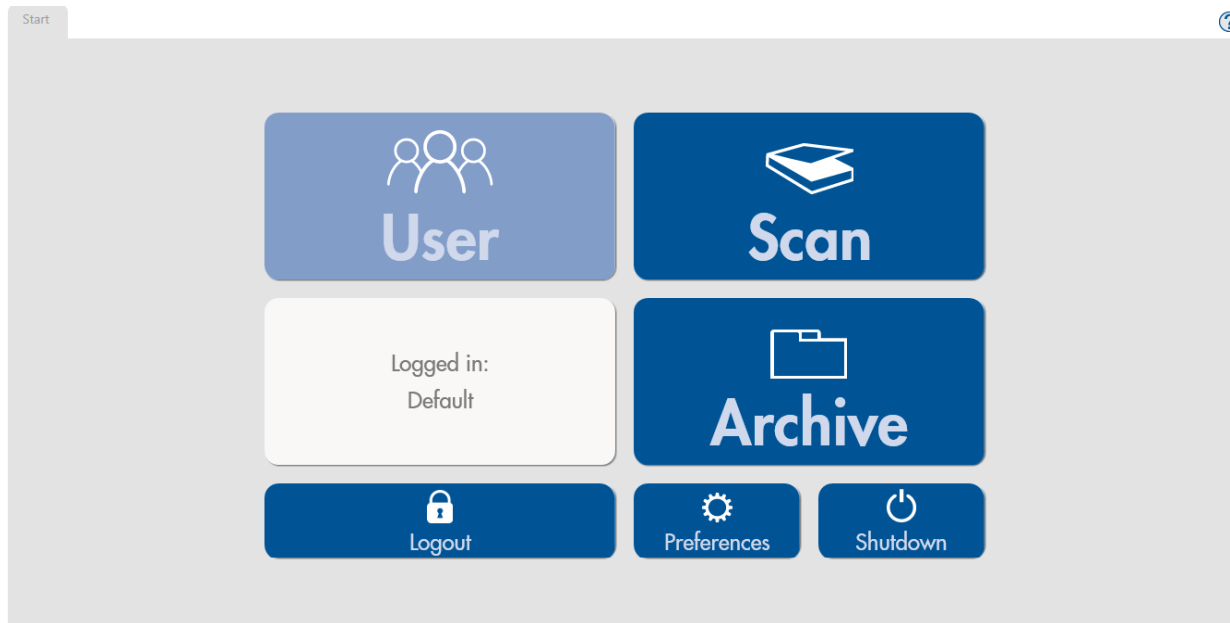 Start
?
User
Scan
Logged in:
Default
Archive
Logout
Preferences
Shutdown